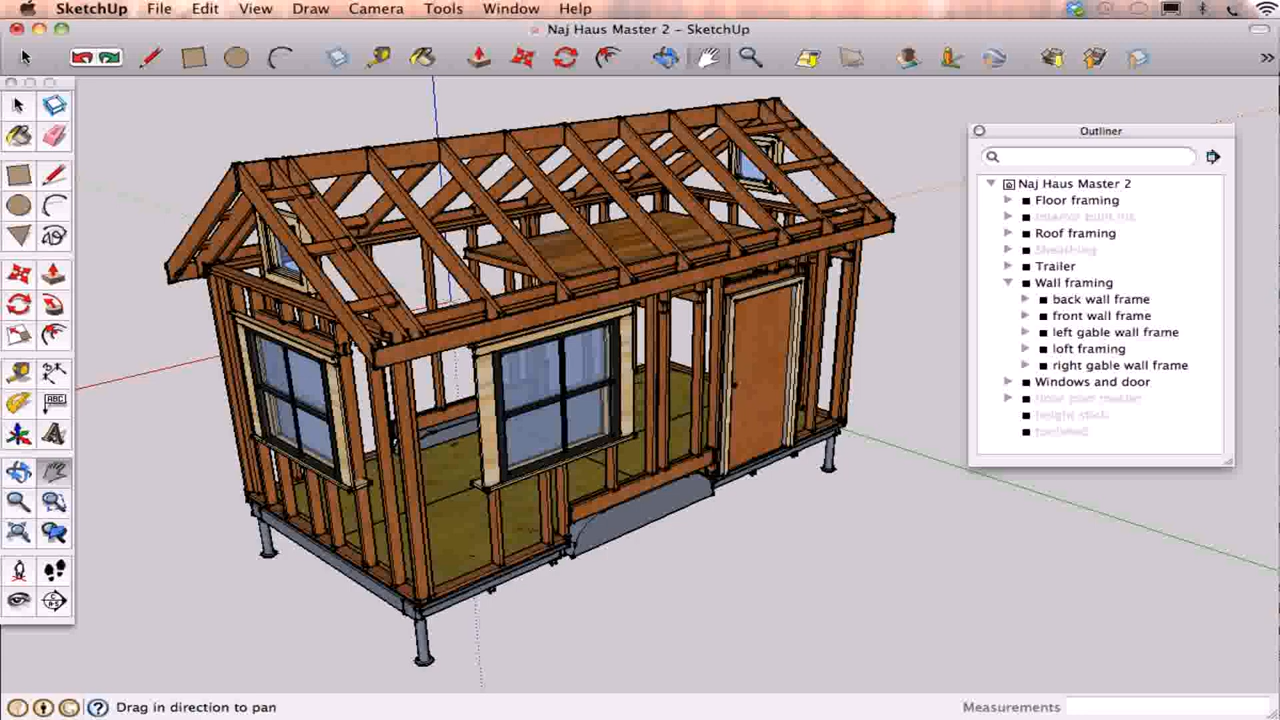 SketchUp File Edit View Draw Camera Tools Window Help
Naj Haus Master 2 – SketchUp
Outliner
Naj Haus Master 2
Floor framing
Roof framing
Sheathing
Trailer
Wall framing
back wall frame
front wall frame
left gable wall frame
loft framing
right gable wall frame
Windows and door
ABC
A
Drag in direction to pan
Measurements